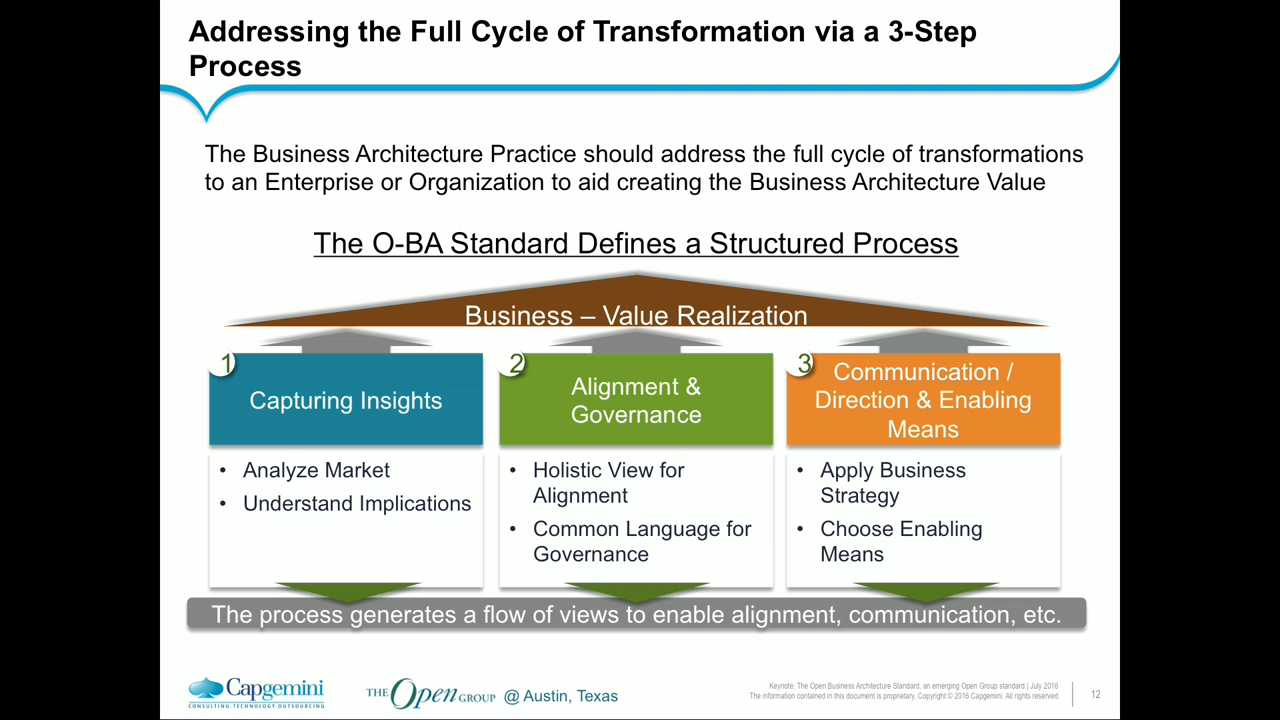 Addressing the Full Cycle of Transformation via a 3-Step
Process
The Business Architecture Practice should address the full cycle of transformations
to an Enterprise or Organization to aid creating the Business Architecture Value
The O-BA Standard Defines a Structured Process
Business – Value Realization
1
Capturing Insights
• Analyze Market
• Understand Implications
2
Alignment &
Governance
• Holistic View for
Alignment
• Common Language for
Governance
3
Communication /
Direction & Enabling
Means
• Apply Business
Strategy
• Choose Enabling
Means
The process generates a flow of views to enable alignment, communication, etc.
Capgemini
CONSULTING.TECHNOLOGY.OUTSOURCING
THE Open GROUP @ Austin, Texas
Keynote: The Open Business Architecture Standard, an emerging Open Group standard | July 2016
The information contained in this document is proprietary. Copyright © 2016 Capgemini. All rights reserved.
12